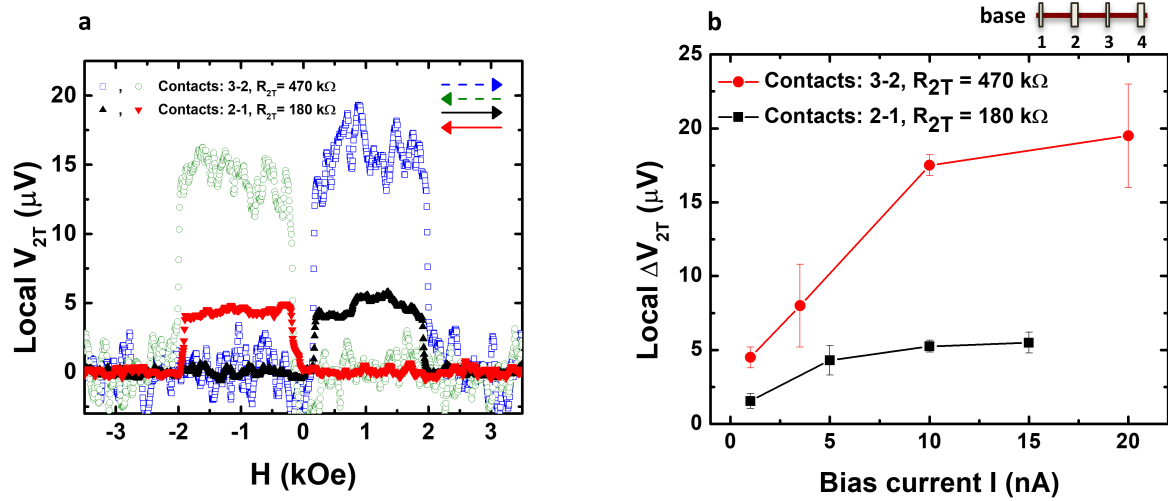 a
Local V2T (μV)
20
15
10
5
0
-3
-2
-1
0
1
2
3
H (kOe)
, Contacts: 3-2, R2T = 470 kΩ
, Contacts: 2-1, R2T = 180 kΩ
b
base
1 2 3 4
Local ΔV2T (μV)
25
20
15
10
5
0
0
5
10
15
20
Bias current I (nA)
Contacts: 3-2, R2T = 470 kΩ
Contacts: 2-1, R2T = 180 kΩ